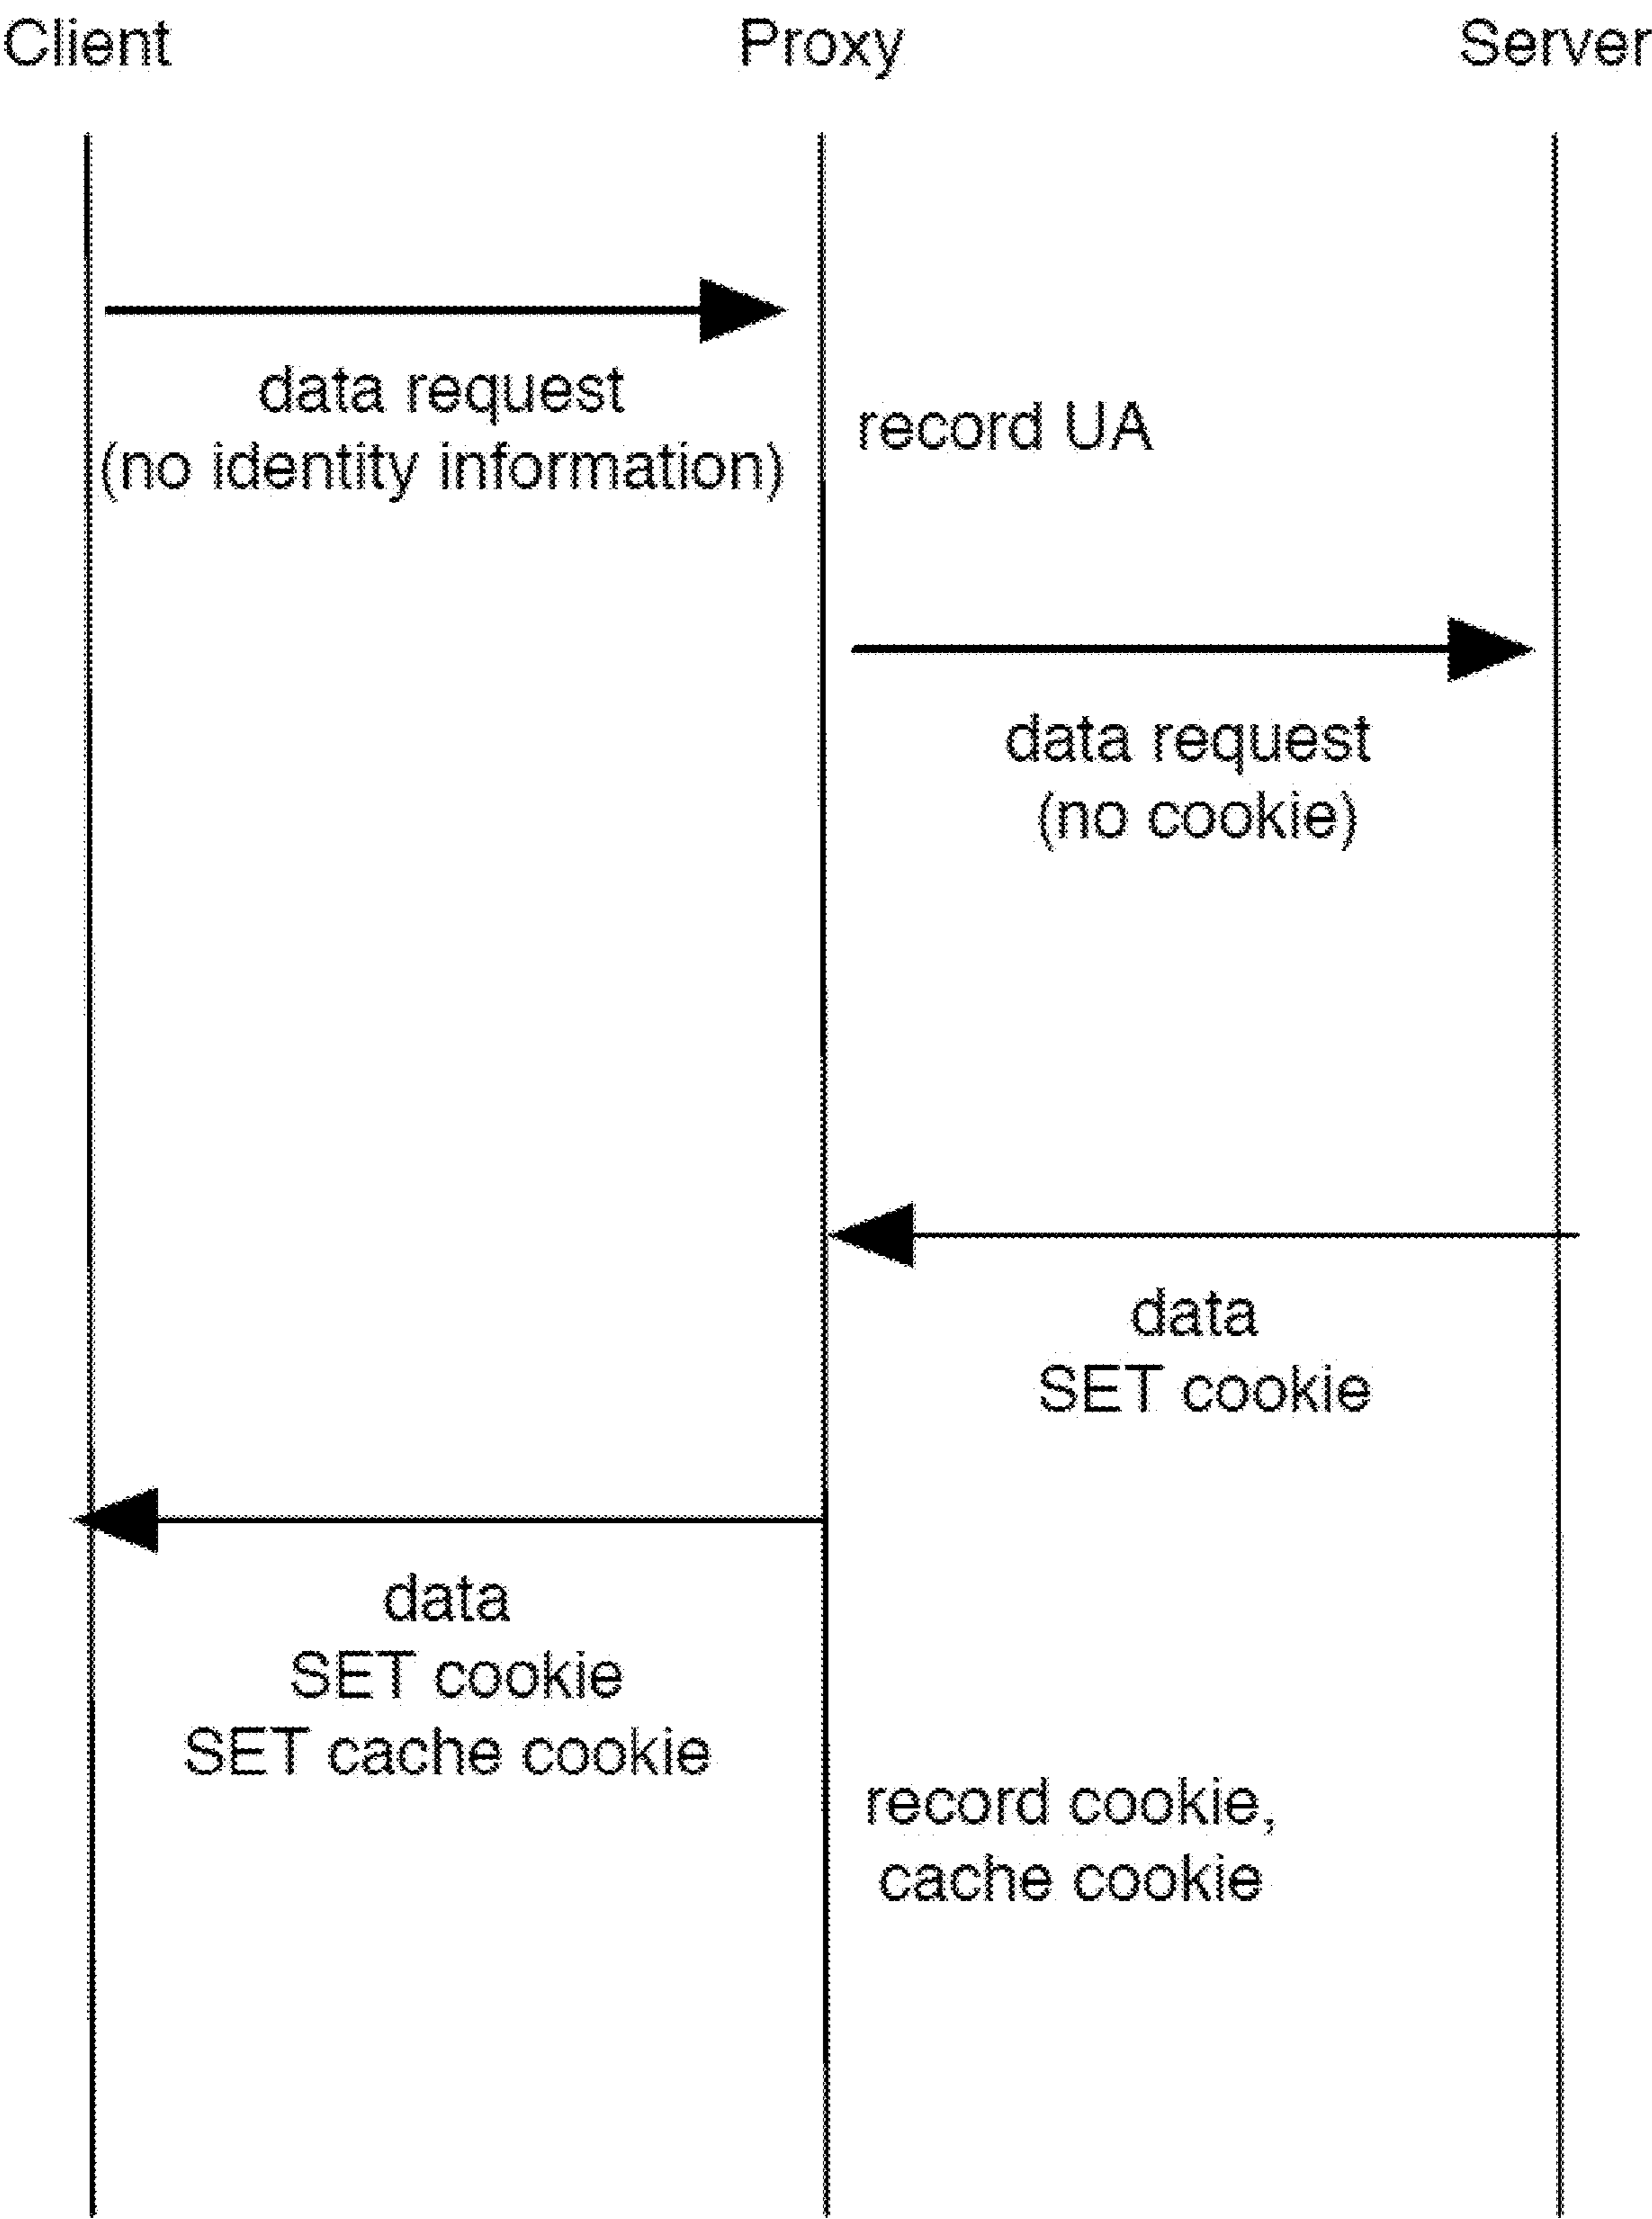 Client
Proxy
Server
data request
(no identity information)
record UA
data request
(no cookie)
data
SET cookie
data
SET cookie
SET cache cookie
record cookie,
cache cookie